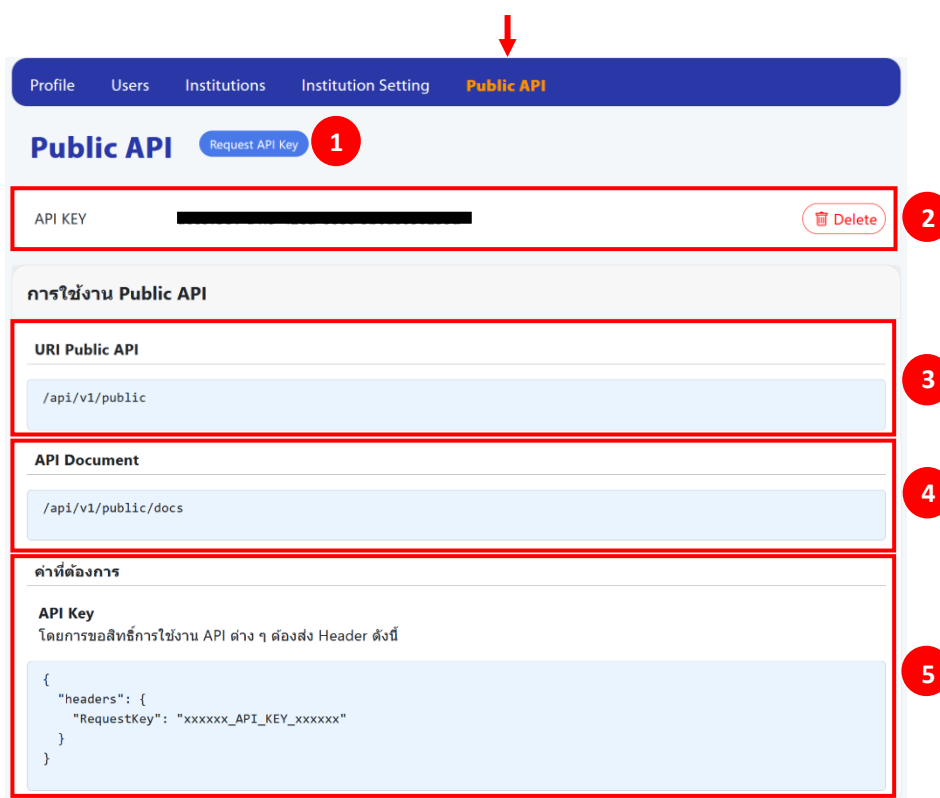 Profile Users Institutions Institution Setting Public API
Public API Request API Key 1
API KEY Delete 2
การใช้งาน Public API
URI Public API
3
/api/v1/public
API Document
4
/api/v1/public/docs
ค่าที่ต้องการ
API Key
โดยการขอสิทธิ์การใช้งาน API ต่าง ๆ ต้องส่ง Header ดังนี้
{
"headers": {
5
"RequestKey": "xxxxxx_API_KEY_xxxxxx"
}
}